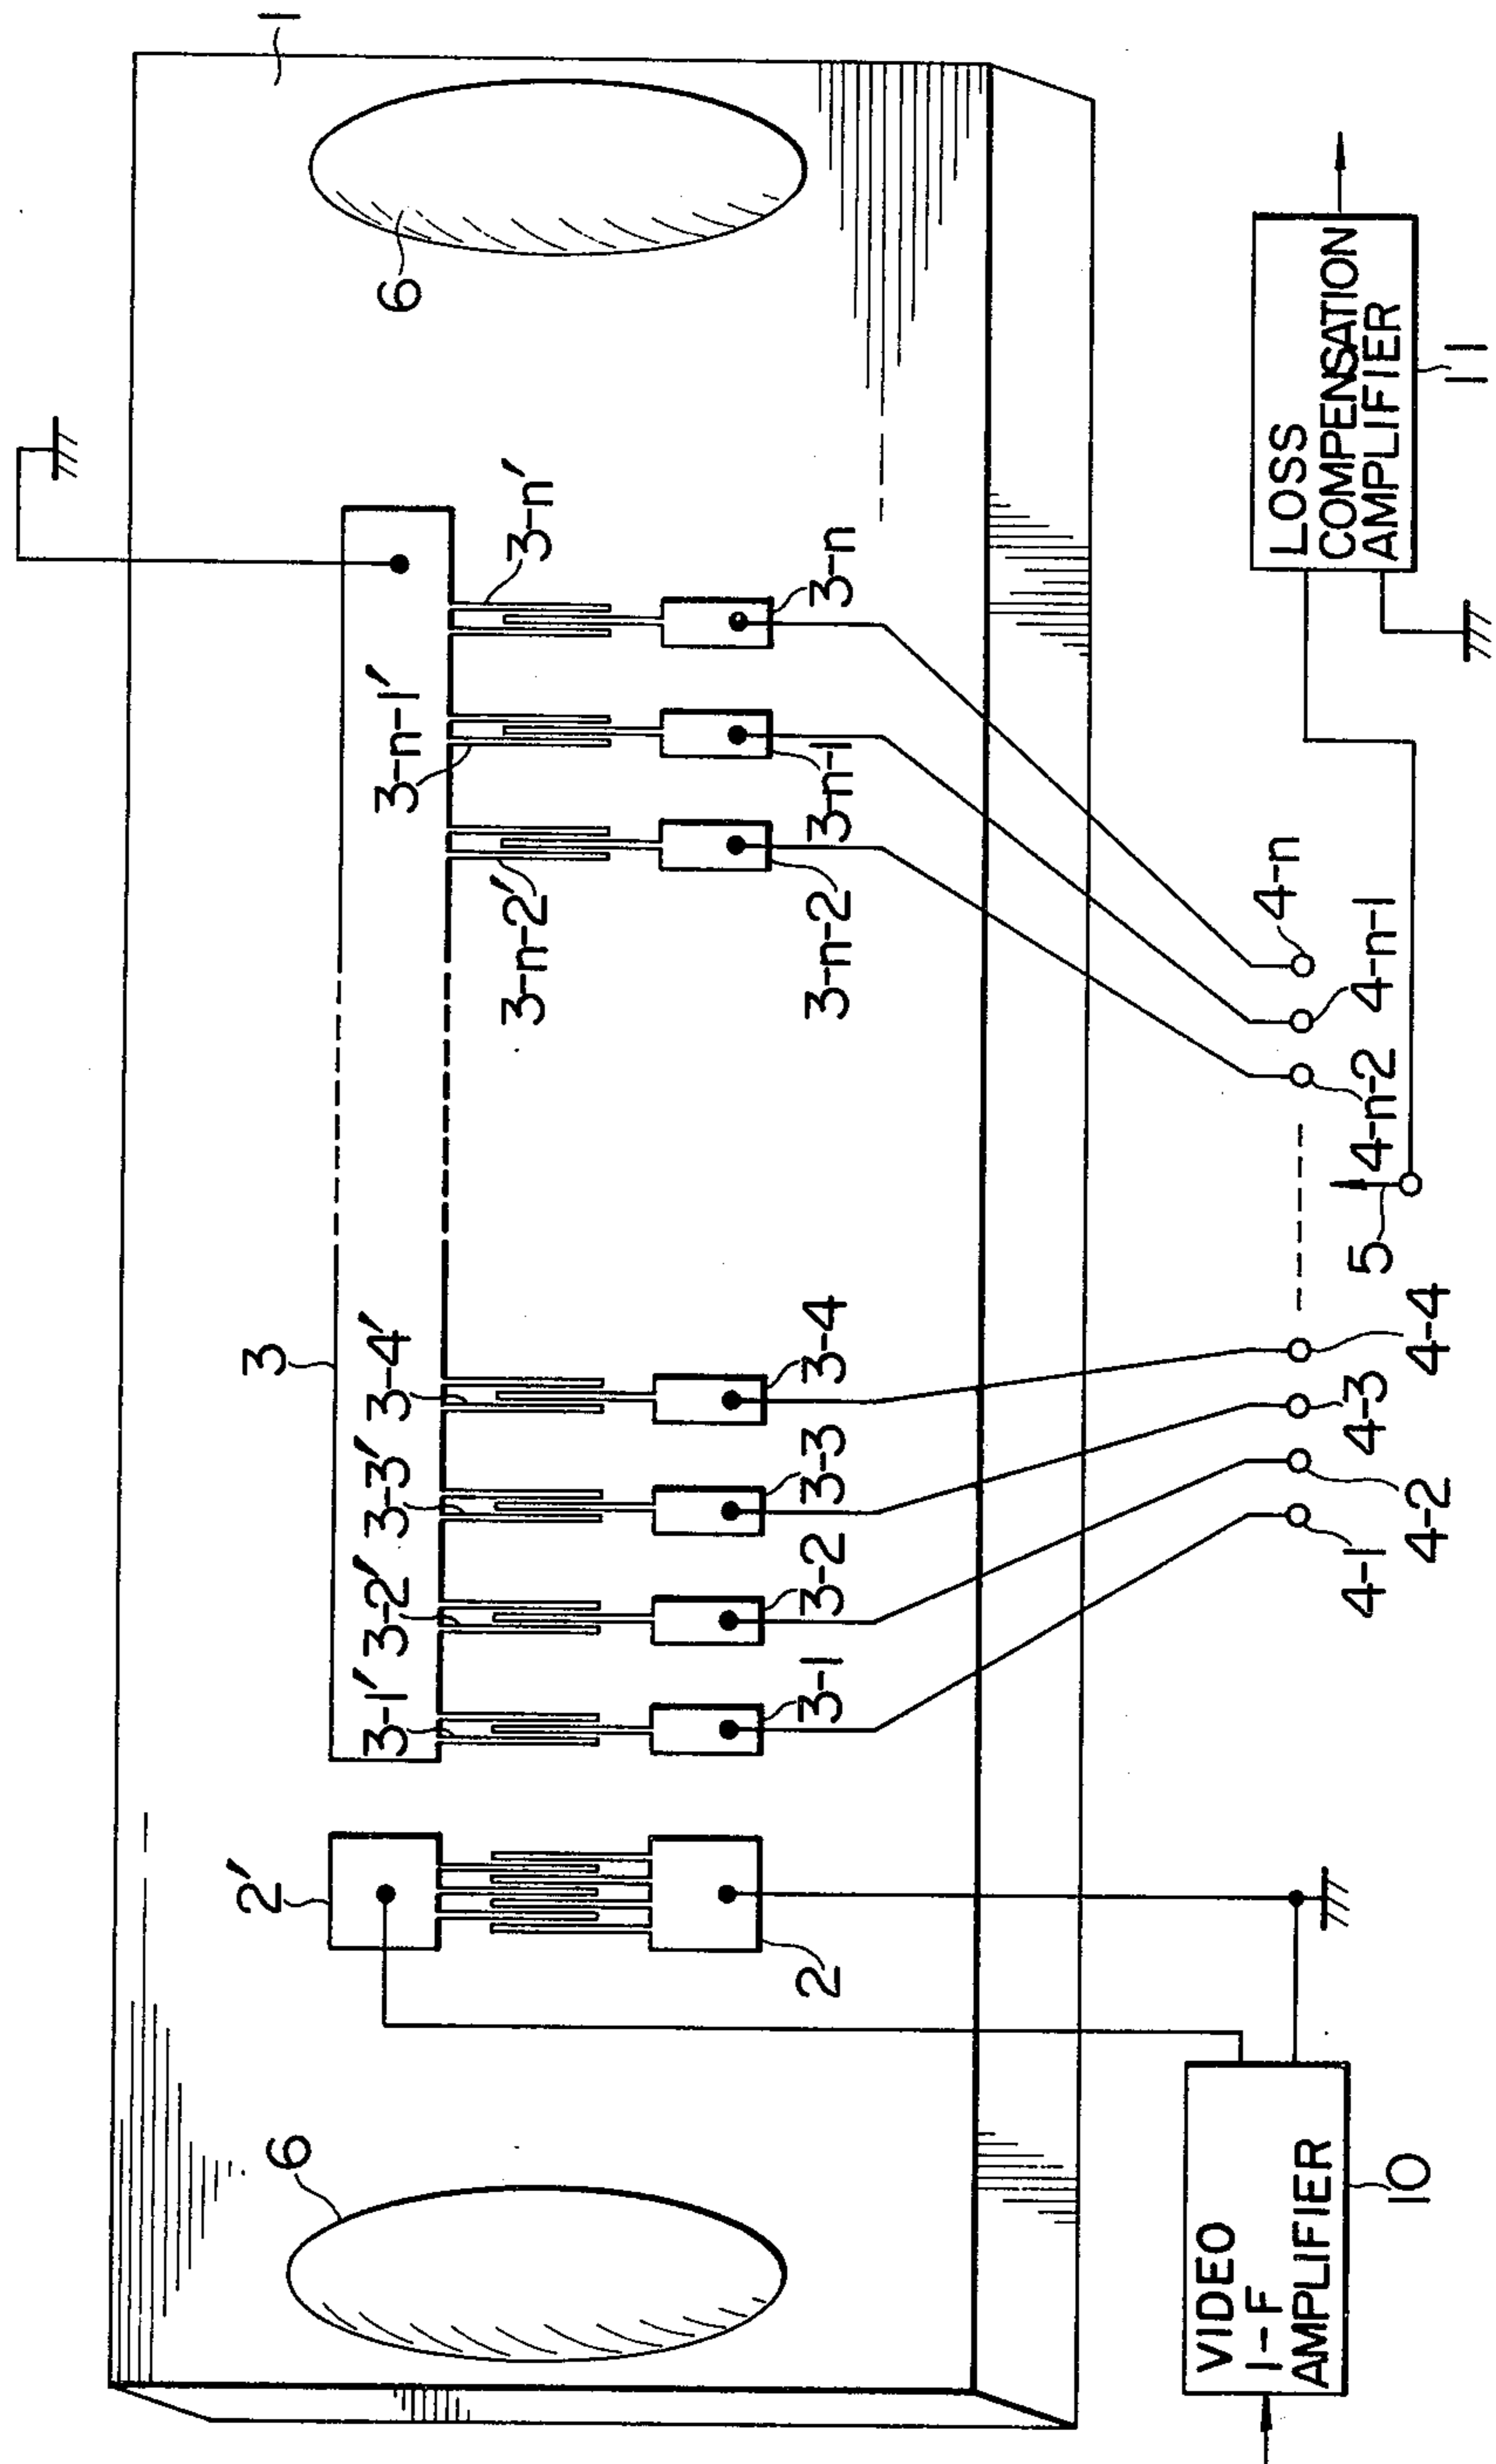 1
6
3-n'
3-n-1'
3-n-2'
3
3-4'
3-3'
3-2'
3-1'
2'
6
3-n
3-n-1
3-n-2
3-4
3-3
3-2
3-1
2
4-n
4-n-1
4-n-2
5
4-4
4-3
4-2
4-1
LOSS
COMPENSATION
AMPLIFIER
11
VIDEO
I-F
AMPLIFIER
10